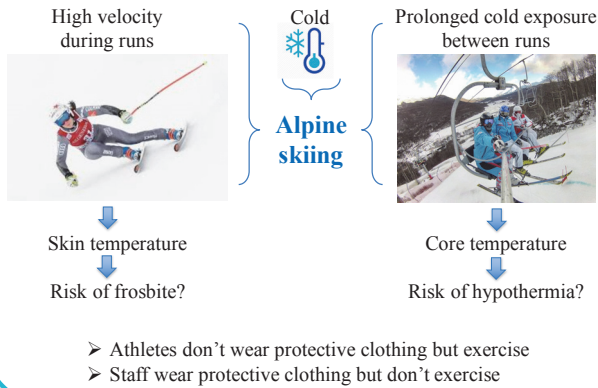 High velocity
during runs
Cold
Prolonged cold exposure
between runs
Alpine
skiing
Skin temperature
Core temperature
Risk of frostbite?
Risk of hypothermia?
➢ Athletes don't wear protective clothing but exercise
➢ Staff wear protective clothing but don't exercise